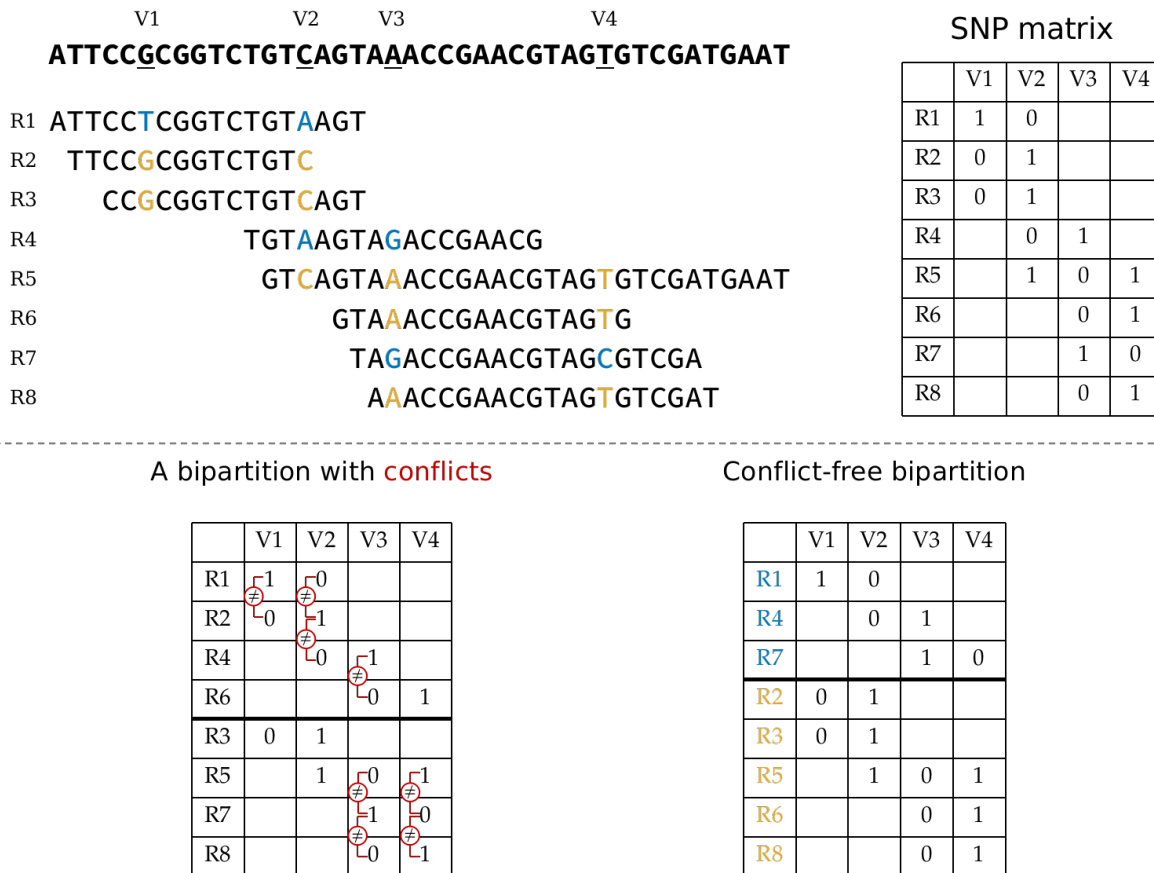 V1 V2 V3 V4
ATTCCGCGGTCTGTCAGTAAACCGAACGTAGTGTCGATGAAT
R1 ATTCCTCGGTCTGTAAGT
R2 TTCCGCGGTCTGTC
R3 CCGCGGTCTGTCAGT
R4 TGTAAGTAGACCGAACG
R5 GTCAGTAAACCGAACGTAGTGTCGATGAAT
R6 GTAAACCGAACGTAGTG
R7 TAGACCGAACGTAGCGTCGA
R8 AAACCGAACGTAGTGTCGAT
SNP matrix
V1 V2 V3 V4
R1 1 0
R2 0 1
R3 0 1
R4 0 1
R5 1 0 1
R6 0 1
R7 1 0
R8 0 1
A bipartition with conflicts
V1 V2 V3 V4
R1 1 0
≠ ≠
R2 0 1
≠
R4 0 1
≠
R6 0 1
R3 0 1
R5 1 0 1
≠ ≠
R7 1 0
≠ ≠
R8 0 1
Conflict-free bipartition
V1 V2 V3 V4
R1 1 0
R4 0 1
R7 1 0
R2 0 1
R3 0 1
R5 1 0 1
R6 0 1
R8 0 1